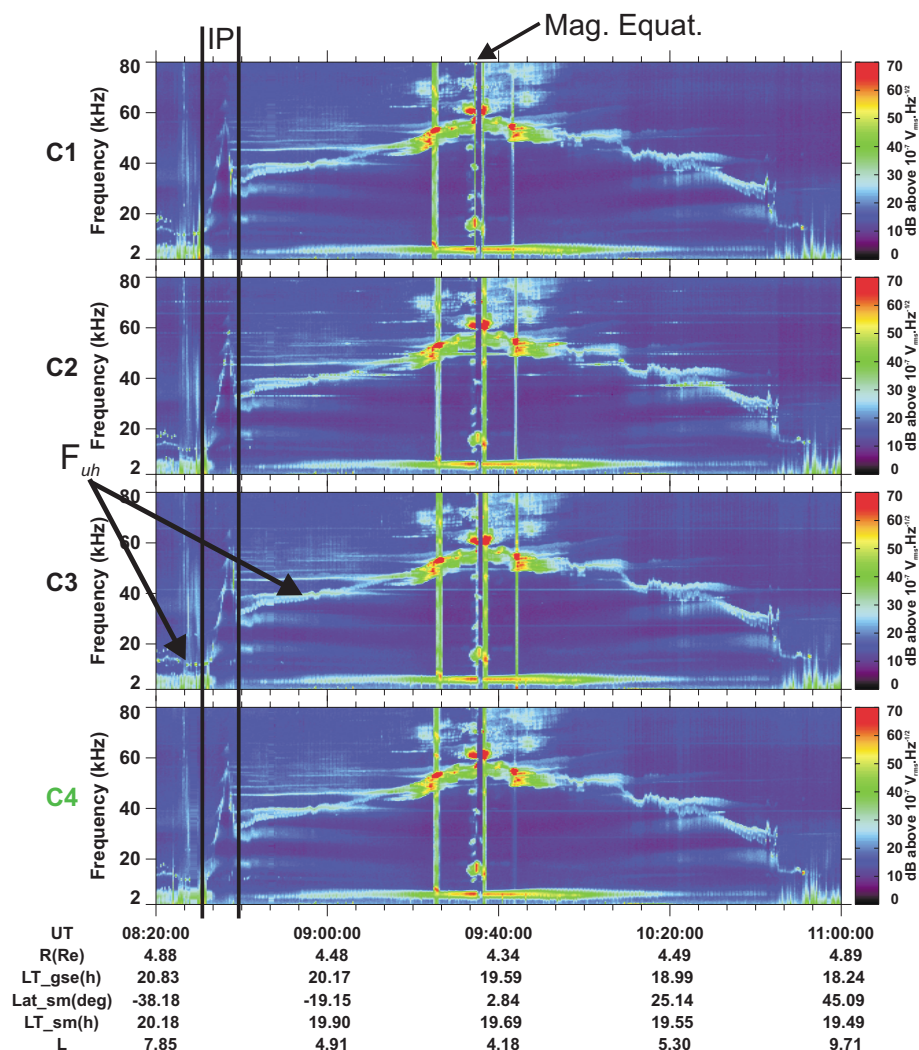 IP
Mag. Equat.
C1
Frequency (kHz)
80
60
40
20
2
70
60
50
40
30
20
10
0
dB above 10⁻⁷ Vrms.Hz⁻¹/²
C2
Frequency (kHz)
80
60
40
20
2
70
60
50
40
30
20
10
0
dB above 10⁻⁷ Vrms.Hz⁻¹/²
Fuh
C3
Frequency (kHz)
80
60
40
20
2
70
60
50
40
30
20
10
0
dB above 10⁻⁷ Vrms.Hz⁻¹/²
C4
Frequency (kHz)
80
60
40
20
2
70
60
50
40
30
20
10
0
dB above 10⁻⁷ Vrms.Hz⁻¹/²
UT 08:20:00 09:00:00 09:40:00 10:20:00 11:00:00
R(Re) 4.88 4.48 4.34 4.49 4.89
LT_gse(h) 20.83 20.17 19.59 18.99 18.24
Lat_sm(deg) -38.18 -19.15 2.84 25.14 45.09
LT_sm(h) 20.18 19.90 19.69 19.55 19.49
L 7.85 4.91 4.18 5.30 9.71